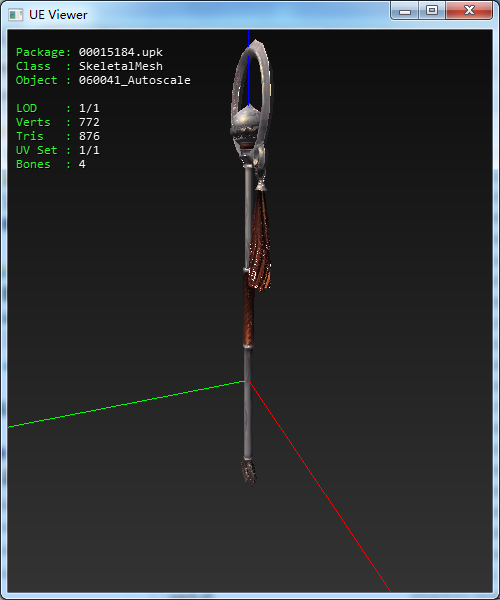 UE Viewer
Package: 00015184.upk
Class : SkeletalMesh
Object : 060041_Autoscale
LOD : 1/1
Verts : 772
Tris : 876
UV Set : 1/1
Bones : 4